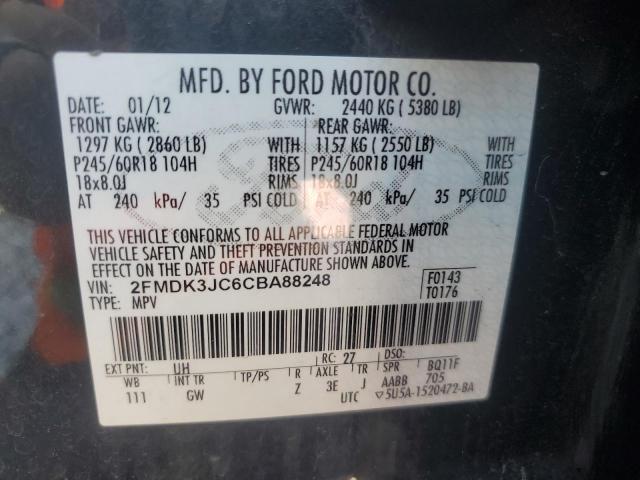 MFD. BY FORD MOTOR CO.
DATE: 01/12 GVWR: 2440 KG ( 5380 LB)
FRONT GAWR: REAR GAWR:
1297 KG ( 2860 LB) WITH 1157 KG ( 2550 LB) WITH
P245/60R18 104H TIRES P245/60R18 104H TIRES
18x8.0J RIMS 18x8.0J RIMS
AT 240 kPa/ 35 PSI COLD AT 240 kPa/ 35 PSI COLD
THIS VEHICLE CONFORMS TO ALL APPLICABLE FEDERAL MOTOR
VEHICLE SAFETY AND THEFT PREVENTION STANDARDS IN
EFFECT ON THE DATE OF MANUFACTURE SHOWN ABOVE.
VIN: 2FMDK3JC6CBA88248 F0143
TYPE: MPV T0176
EXT PNT: UH RC: 27 DSO:
WB INT TR TP/PS R AXLE TR SPR BQ11F
111 GW Z 3E J AABB 705
UTC ▽5U5A-1520472-BA